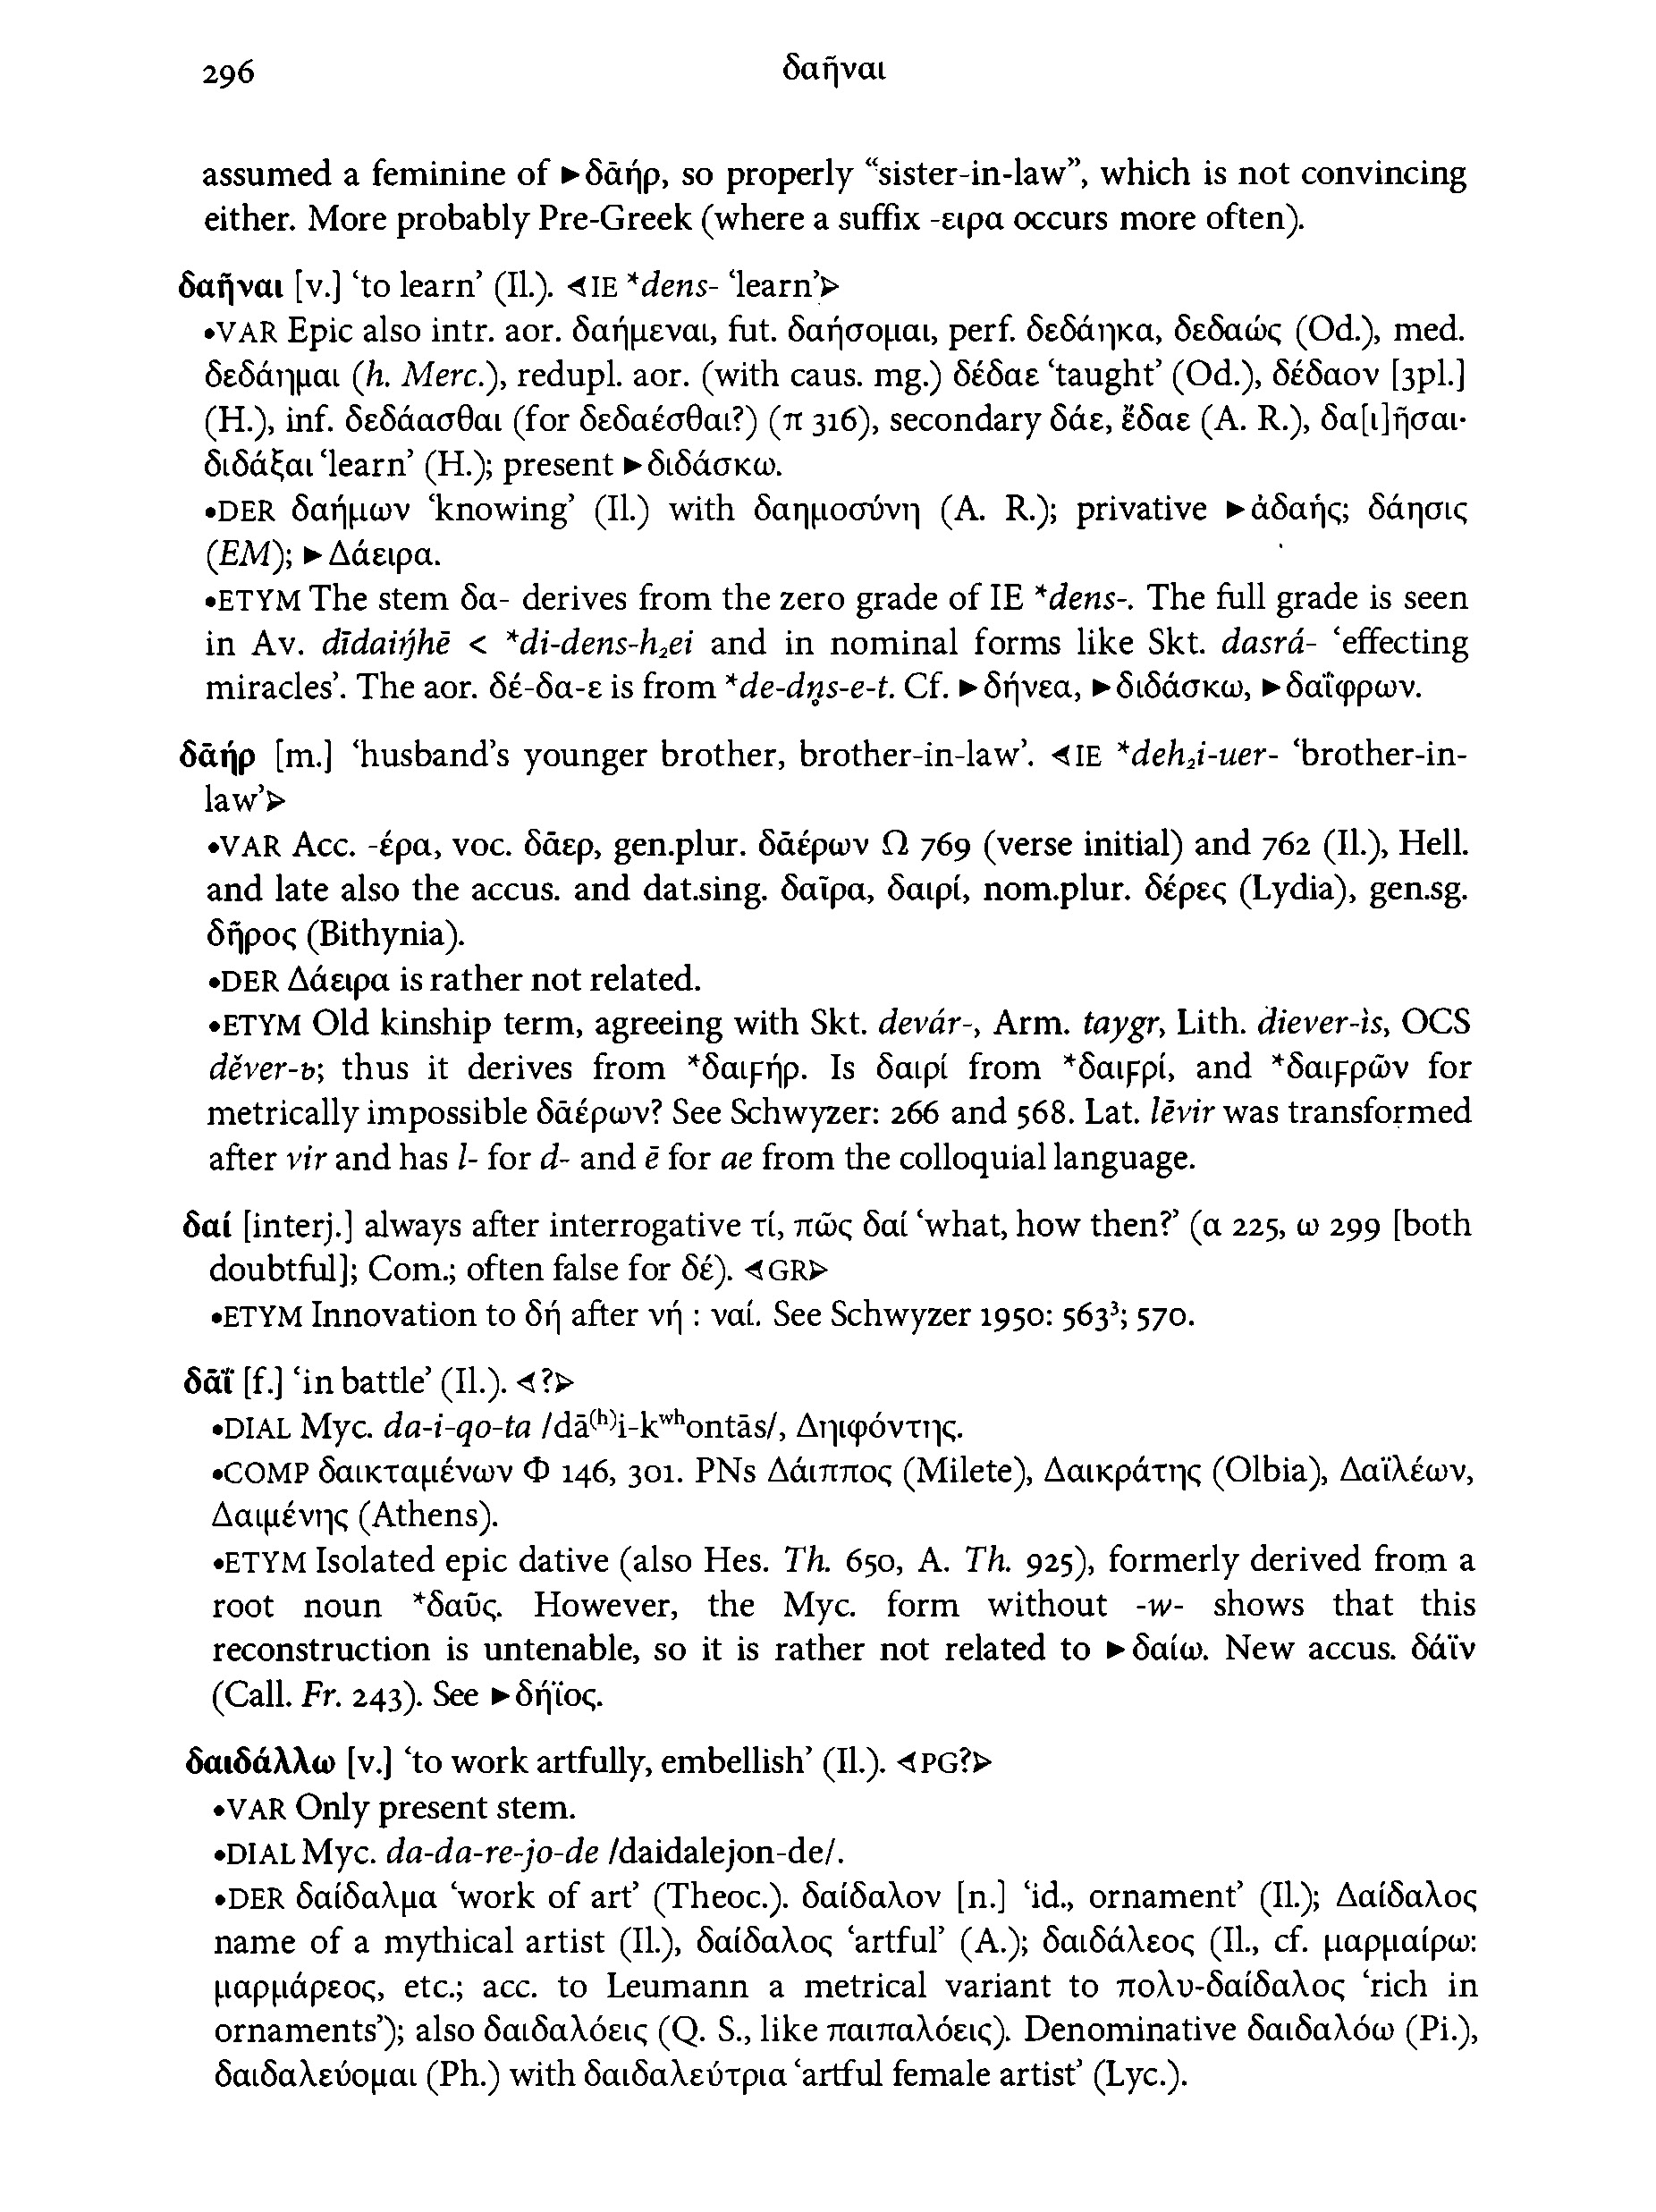 296 δαῆναι
assumed a feminine of ►δᾱήρ, so properly “sister-in-law”, which is not convincing
either. More probably Pre-Greek (where a suffix -ειρα occurs more often).
δαῆναι [v.] ‘to learn’ (Il.). ⊲IE *dens- ‘learn’⊳
•VAR Epic also intr. aor. δαήμεναι, fut. δαήσομαι, perf. δεδάηκα, δεδαώς (Od.), med.
δεδάημαι (h. Merc.), redupl. aor. (with caus. mg.) δέδαε ‘taught’ (Od.), δέδαον [3pl.]
(H.), inf. δεδάασθαι (for δεδαέσθαι?) (π 316), secondary δάε, ἔδαε (A. R.), δα[ι]ῆσαι·
διδάξαι ‘learn’ (H.); present ►διδάσκω.
•DER δαήμων ‘knowing’ (Il.) with δαημοσύνη (A. R.); privative ►ἀδαής; δάησις
(EM); ►Δάειρα.
•ETYM The stem δα- derives from the zero grade of IE *dens-. The full grade is seen
in Av. dīdaiŋ́hē < *di-dens-h₂ei and in nominal forms like Skt. dasrá- ‘effecting
miracles’. The aor. δέ-δα-ε is from *de-dn̥s-e-t. Cf. ►δήνεα, ►διδάσκω, ►δαΐφρων.
δᾱήρ [m.] ‘husband’s younger brother, brother-in-law’. ⊲IE *deh₂i-uer- ‘brother-in-
law’⊳
•VAR Acc. -έρα, voc. δᾶερ, gen.plur. δᾱέρων Ω 769 (verse initial) and 762 (Il.), Hell.
and late also the accus. and dat.sing. δαῖρα, δαιρί, nom.plur. δέρες (Lydia), gen.sg.
δῆρος (Bithynia).
•DER Δάειρα is rather not related.
•ETYM Old kinship term, agreeing with Skt. devár-, Arm. taygr, Lith. diever-ìs, OCS
děver-ь; thus it derives from *δαιϝήρ. Is δαιρί from *δαιϝρί, and *δαιϝρῶν for
metrically impossible δᾱέρων? See Schwyzer: 266 and 568. Lat. lēvir was transformed
after vir and has l- for d- and ē for ae from the colloquial language.
δαί [interj.] always after interrogative τί, πῶς δαί ‘what, how then?’ (α 225, ω 299 [both
doubtful]; Com.; often false for δέ). ⊲GR⊳
•ETYM Innovation to δή after νή : ναί. See Schwyzer 1950: 563³; 570.
δᾱΐ [f.] ‘in battle’ (Il.). ⊲?⊳
•DIAL Myc. da-i-qo-ta /dā⁽ʰ⁾i-kʷʰontās/, Δηιφόντης.
•COMP δαικταμένων Φ 146, 301. PNs Δάιππος (Milete), Δαικράτης (Olbia), Δαϊλέων,
Δαιμένης (Athens).
•ETYM Isolated epic dative (also Hes. Th. 650, A. Th. 925), formerly derived from a
root noun *δαῦς. However, the Myc. form without -w- shows that this
reconstruction is untenable, so it is rather not related to ►δαίω. New accus. δάϊν
(Call. Fr. 243). See ►δήϊος.
δαιδάλλω [v.] ‘to work artfully, embellish’ (Il.). ⊲PG?⊳
•VAR Only present stem.
•DIAL Myc. da-da-re-jo-de /daidalejon-de/.
•DER δαίδαλμα ‘work of art’ (Theoc.). δαίδαλον [n.] ‘id., ornament’ (Il.); Δαίδαλος
name of a mythical artist (Il.), δαίδαλος ‘artful’ (A.); δαιδάλεος (Il., cf. μαρμαίρω:
μαρμάρεος, etc.; acc. to Leumann a metrical variant to πολυ-δαίδαλος ‘rich in
ornaments’); also δαιδαλόεις (Q. S., like παιπαλόεις). Denominative δαιδαλόω (Pi.),
δαιδαλεύομαι (Ph.) with δαιδαλεύτρια ‘artful female artist’ (Lyc.).